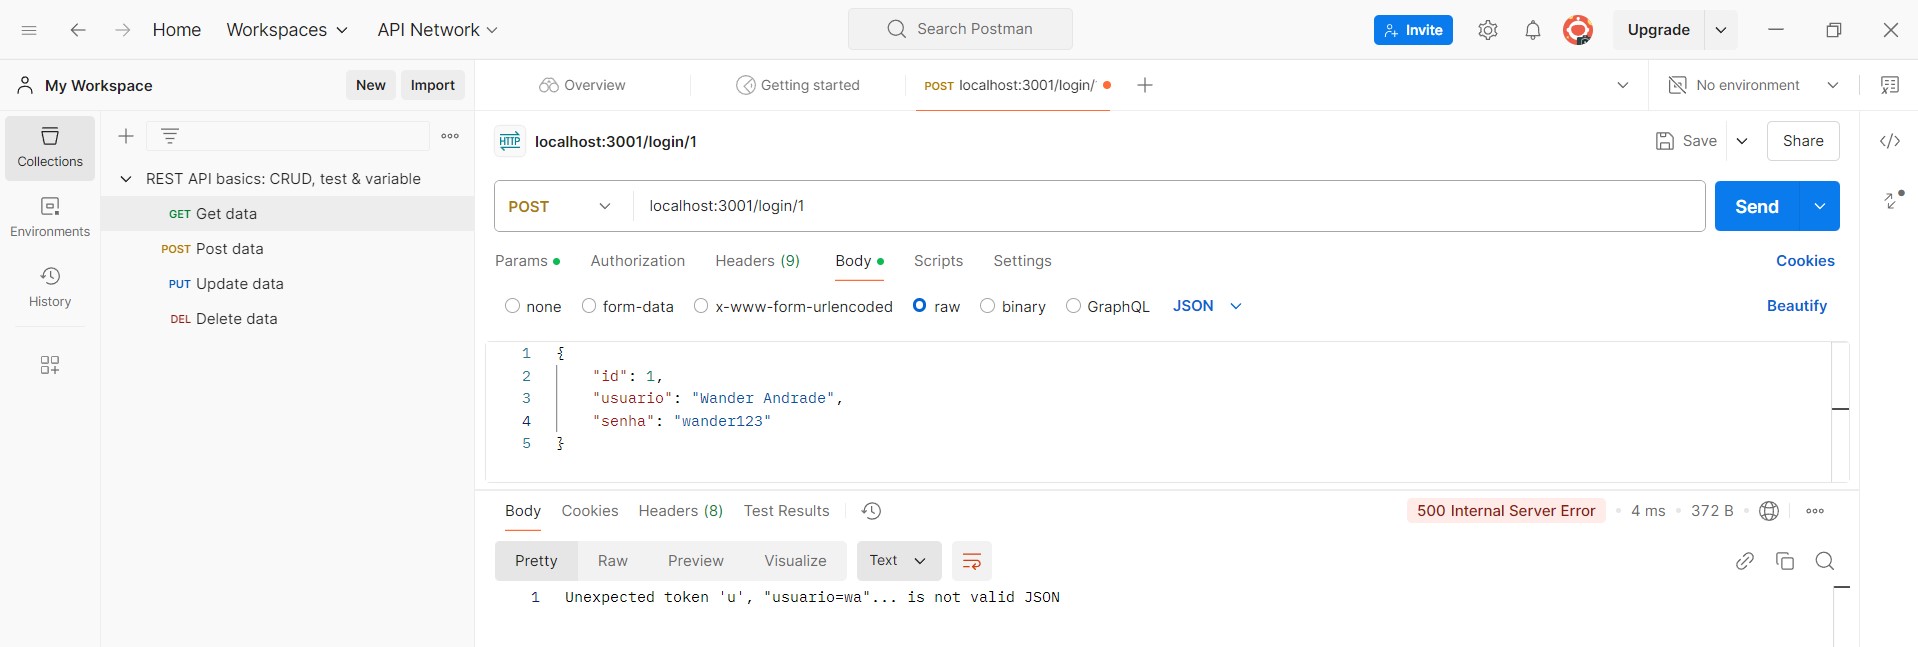 Home Workspaces API Network Search Postman Invite Upgrade
My Workspace New Import Overview Getting started POST localhost:3001/login/ No environment
Collections
Environments
History
REST API basics: CRUD, test & variable
GET Get data
POST Post data
PUT Update data
DEL Delete data
HTTP localhost:3001/login/1 Save Share
POST localhost:3001/login/1 Send
Params Authorization Headers (9) Body Scripts Settings Cookies
none form-data x-www-form-urlencoded raw binary GraphQL JSON Beautify
1 {
2 "id": 1,
3 "usuario": "Wander Andrade",
4 "senha": "wander123"
5 }
Body Cookies Headers (8) Test Results 500 Internal Server Error 4 ms 372 B
Pretty Raw Preview Visualize Text
1 Unexpected token 'u', "usuario=wa"... is not valid JSON